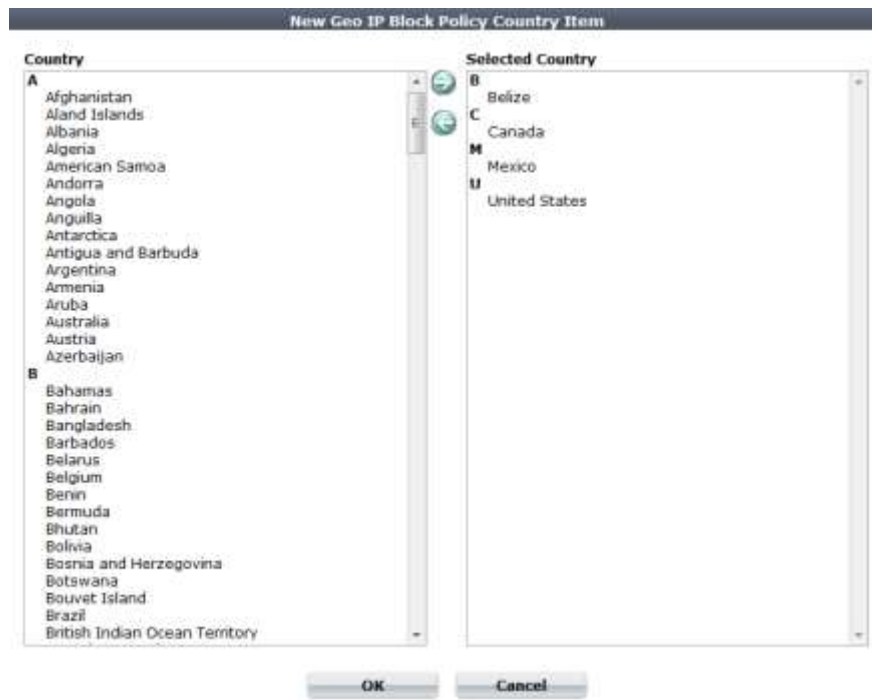 New Geo IP Block Policy Country Item
Country
A
Afghanistan
Aland Islands
Albania
Algeria
American Samoa
Andorra
Angola
Anguilla
Antarctica
Antigua and Barbuda
Argentina
Armenia
Aruba
Australia
Austria
Azerbaijan
B
Bahamas
Bahrain
Bangladesh
Barbados
Belarus
Belgium
Benin
Bermuda
Bhutan
Bolivia
Bosnia and Herzegovina
Botswana
Bouvet Island
Brazil
British Indian Ocean Territory
Selected Country
B
Belize
C
Canada
M
Mexico
U
United States
OK
Cancel